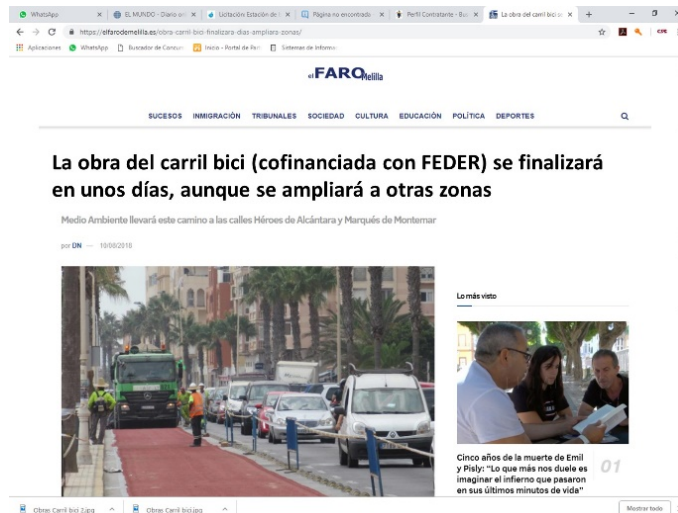 WhatsApp
EL MUNDO - Diario on
Licitación Estación de
Página no encontrada
Perfil Contratante - Bus
La obra del carril bici se
https://elfarodemelilla.es/obra-carril-bici-finalizara-dias-ampliara-zonas/
Aplicaciones WhatsApp Buscador de Concur Inicio - Portal de Sistemas de Informa
el FARO Melilla
SUCESOS INMIGRACIÓN TRIBUNALES SOCIEDAD CULTURA EDUCACIÓN POLÍTICA DEPORTES
La obra del carril bici (cofinanciada con FEDER) se finalizará
en unos días, aunque se ampliará a otras zonas
Medio Ambiente llevará este camino a las calles Héroes de Alcántara y Marqués de Montemar
por DN — 10/08/2018
Lo más visto
Cinco años de la muerte de Emil
y Pisly: "Lo que más nos duele es
imaginar el infierno que pasaron
en sus últimos minutos de vida"
01
Obras Carril bici 2.jpg
Obras Carril bici.jpg
Mostrar todo